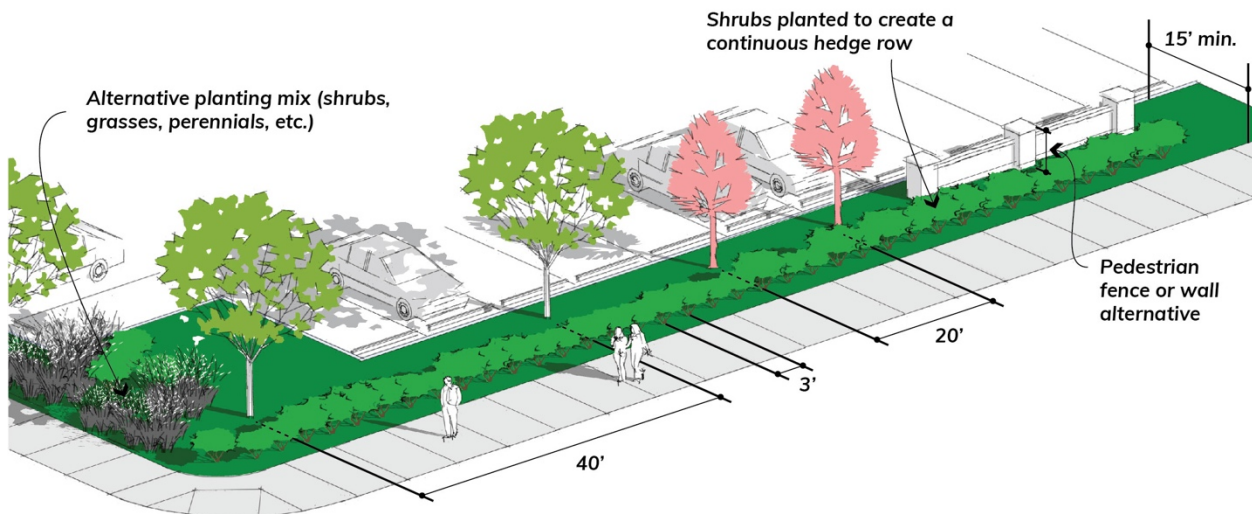 Shrubs planted to create a
continuous hedge row
15’ min.
Alternative planting mix (shrubs,
grasses, perennials, etc.)
Pedestrian
fence or wall
alternative
20’
3’
40’